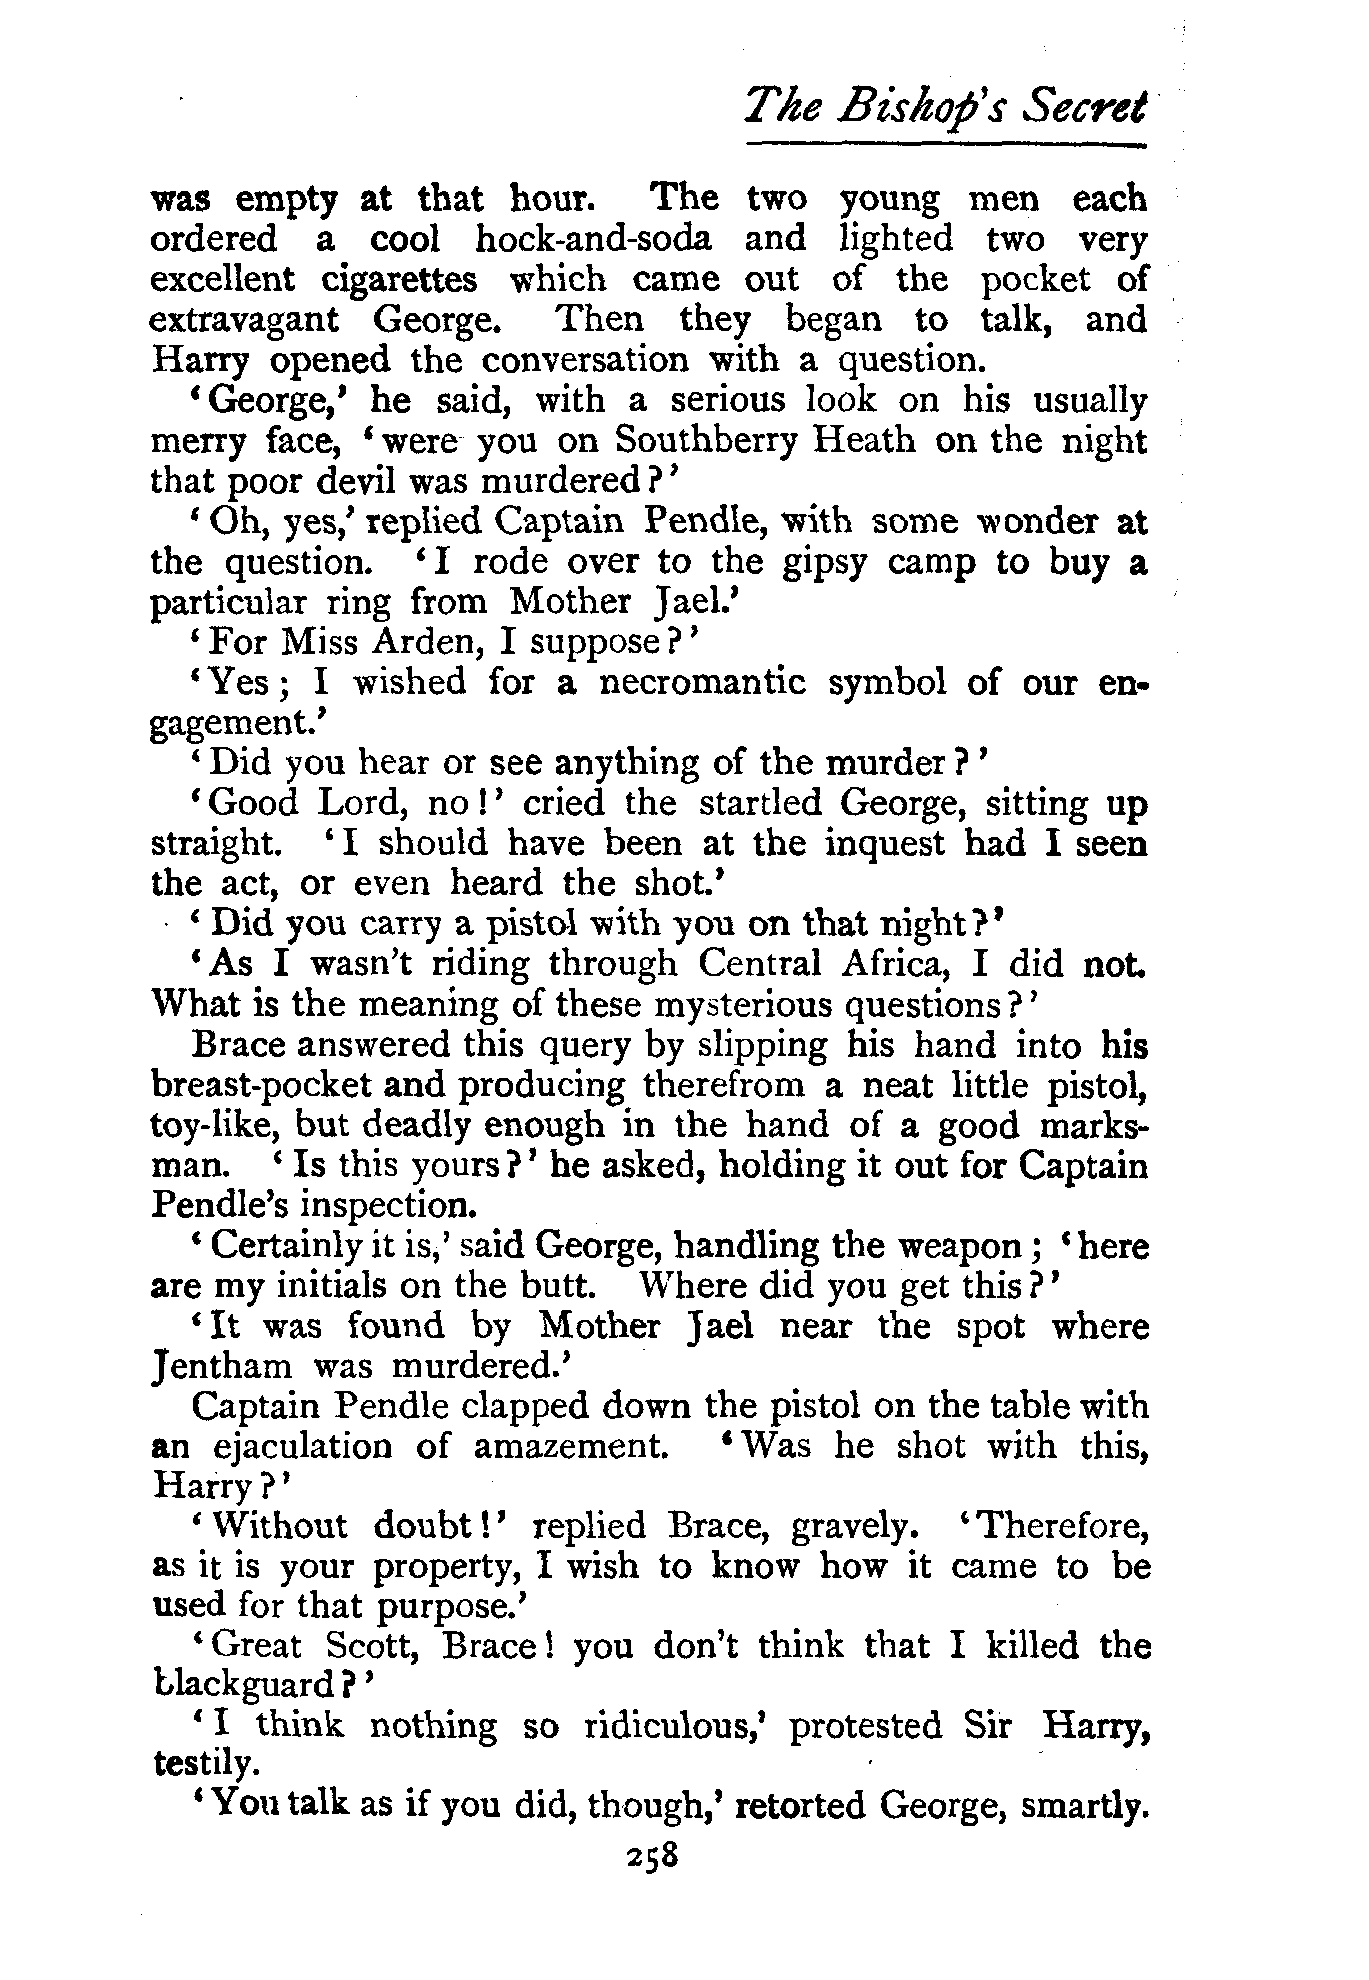 The Bishop's Secret
was empty at that hour. The two young men each
ordered a cool hock-and-soda and lighted two very
excellent cigarettes which came out of the pocket of
extravagant George. Then they began to talk, and
Harry opened the conversation with a question.
‘George,’ he said, with a serious look on his usually
merry face, ‘were you on Southberry Heath on the night
that poor devil was murdered?’
‘Oh, yes,’ replied Captain Pendle, with some wonder at
the question. ‘I rode over to the gipsy camp to buy a
particular ring from Mother Jael.’
‘For Miss Arden, I suppose?’
‘Yes; I wished for a necromantic symbol of our en-
gagement.’
‘Did you hear or see anything of the murder?’
‘Good Lord, no!’ cried the startled George, sitting up
straight. ‘I should have been at the inquest had I seen
the act, or even heard the shot.’
‘Did you carry a pistol with you on that night?’
‘As I wasn't riding through Central Africa, I did not.
What is the meaning of these mysterious questions?’
Brace answered this query by slipping his hand into his
breast-pocket and producing therefrom a neat little pistol,
toy-like, but deadly enough in the hand of a good marks-
man. ‘Is this yours?’ he asked, holding it out for Captain
Pendle's inspection.
‘Certainly it is,’ said George, handling the weapon; ‘here
are my initials on the butt. Where did you get this?’
‘It was found by Mother Jael near the spot where
Jentham was murdered.’
Captain Pendle clapped down the pistol on the table with
an ejaculation of amazement. ‘Was he shot with this,
Harry?’
‘Without doubt!’ replied Brace, gravely. ‘Therefore,
as it is your property, I wish to know how it came to be
used for that purpose.’
‘Great Scott, Brace! you don't think that I killed the
blackguard?’
‘I think nothing so ridiculous,’ protested Sir Harry,
testily.
‘You talk as if you did, though,’ retorted George, smartly.
258